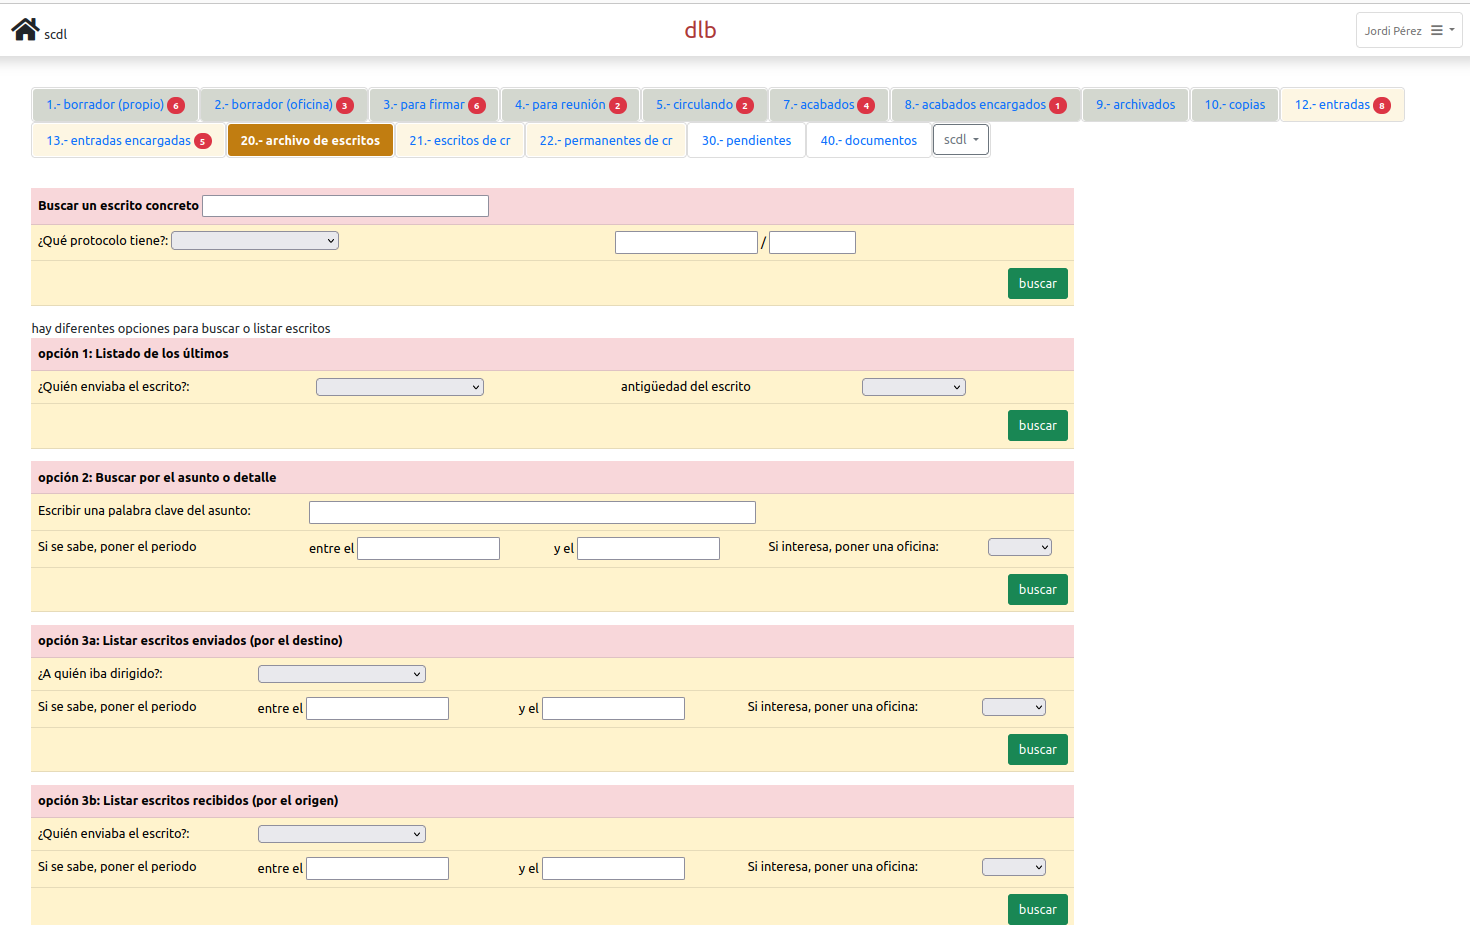 scdl
dlb
Jordi Pérez
1.- borrador (propio) 6
2.- borrador (oficina) 3
3.- para firmar 6
4.- para reunión 2
5.- circulando 2
7.- acabados 4
8.- acabados encargados 1
9.- archivados
10.- copias
12.- entradas 8
13.- entradas encargadas 5
20.- archivo de escritos
21.- escritos de cr
22.- permanentes de cr
30.- pendientes
40.- documentos
scdl
Buscar un escrito concreto
¿Qué protocolo tiene?: /
buscar
hay diferentes opciones para buscar o listar escritos
opción 1: Listado de los últimos
¿Quién enviaba el escrito?: antigüedad del escrito
buscar
opción 2: Buscar por el asunto o detalle
Escribir una palabra clave del asunto:
Si se sabe, poner el periodo entre el y el Si interesa, poner una oficina:
buscar
opción 3a: Listar escritos enviados (por el destino)
¿A quién iba dirigido?:
Si se sabe, poner el periodo entre el y el Si interesa, poner una oficina:
buscar
opción 3b: Listar escritos recibidos (por el origen)
¿Quién enviaba el escrito?:
Si se sabe, poner el periodo entre el y el Si interesa, poner una oficina:
buscar